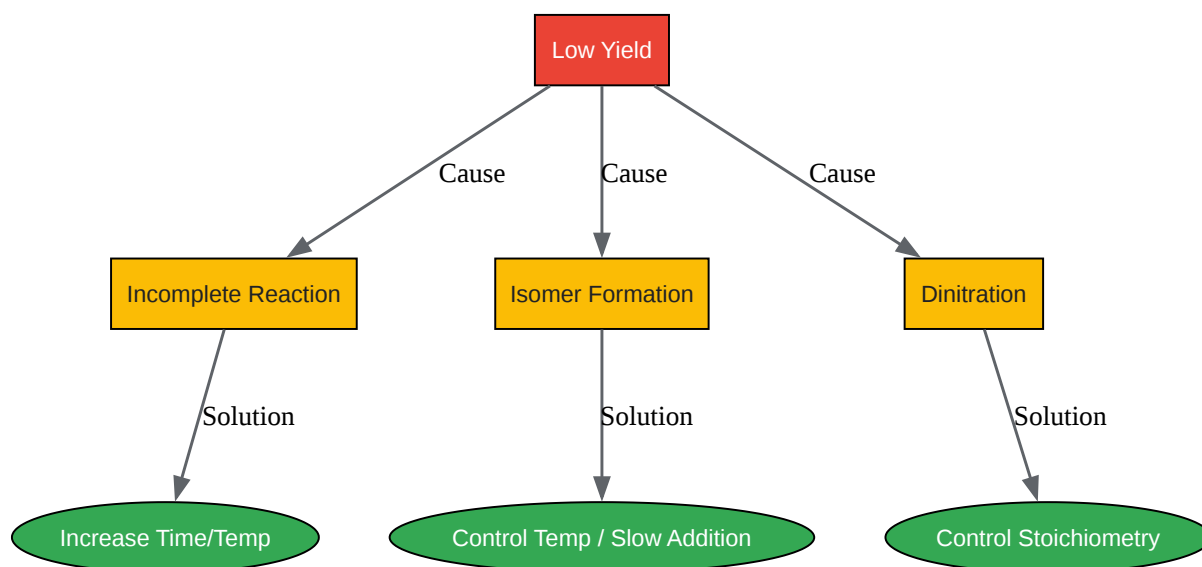 Low Yield
Cause
Cause
Cause
Incomplete Reaction
Isomer Formation
Dinitration
Solution
Solution
Solution
Increase Time/Temp
Control Temp / Slow Addition
Control Stoichiometry